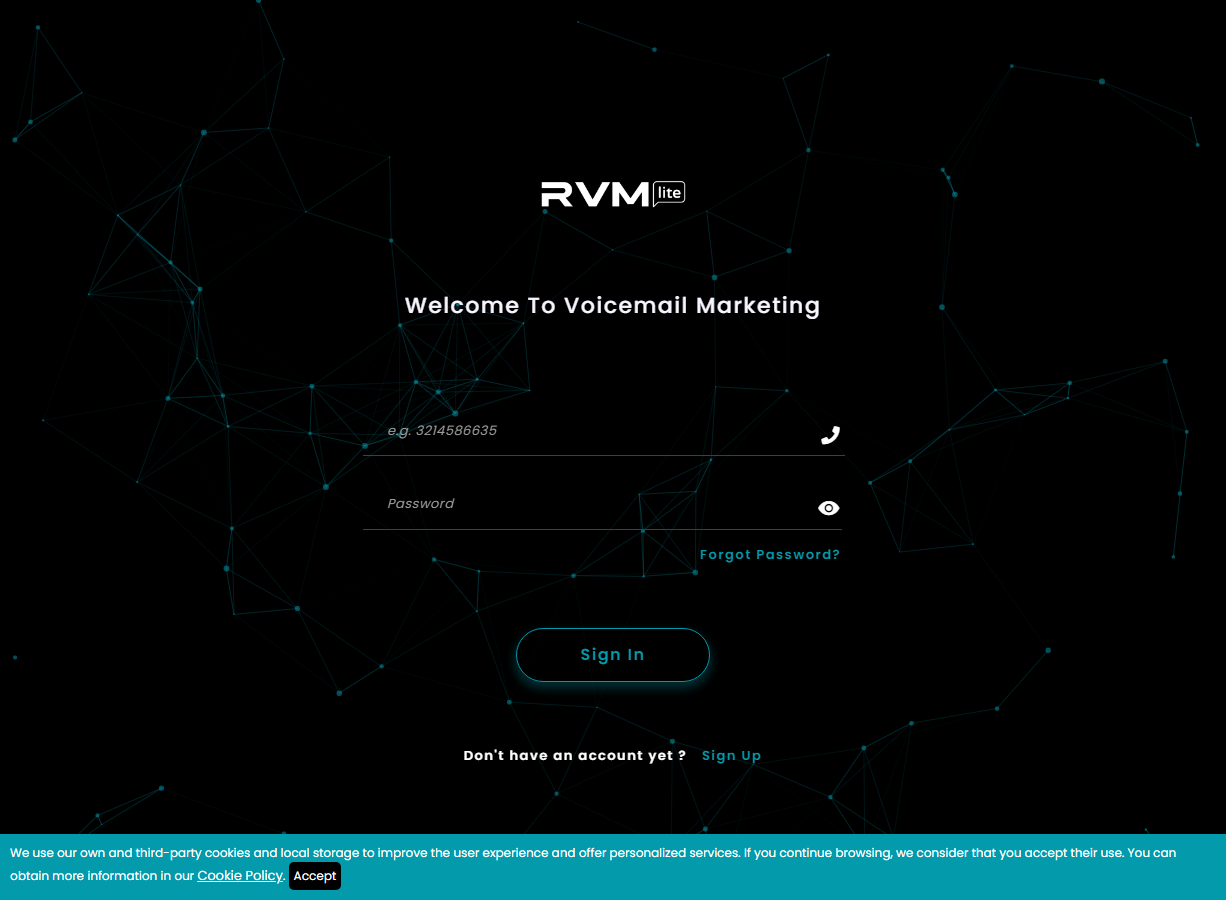 RVM lite
Welcome To Voicemail Marketing
e.g. 3214586635
Password
Forgot Password?
Sign In
Don't have an account yet ? Sign Up
We use our own and third-party cookies and local storage to improve the user experience and offer personalized services. If you continue browsing, we consider that you accept their use. You can
obtain more information in our Cookie Policy. Accept